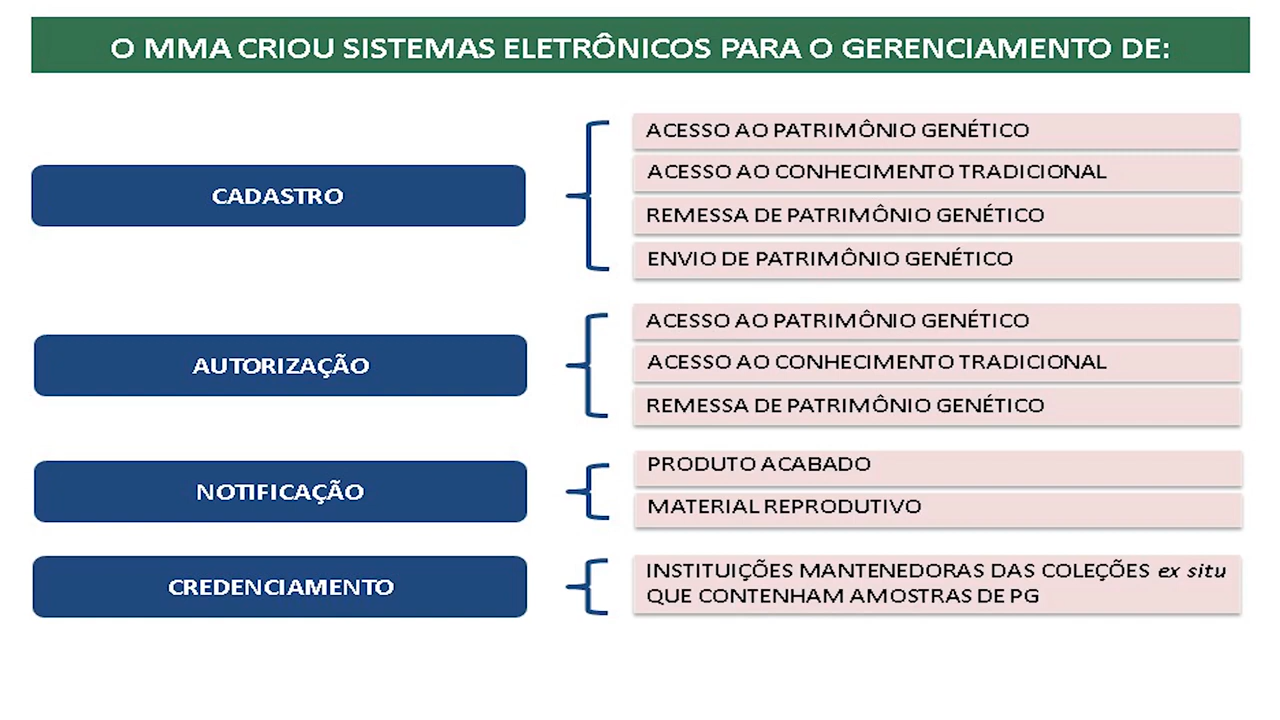 O MMA CRIOU SISTEMAS ELETRÔNICOS PARA O GERENCIAMENTO DE:
CADASTRO
ACESSO AO PATRIMÔNIO GENÉTICO
ACESSO AO CONHECIMENTO TRADICIONAL
REMESSA DE PATRIMÔNIO GENÉTICO
ENVIO DE PATRIMÔNIO GENÉTICO
AUTORIZAÇÃO
ACESSO AO PATRIMÔNIO GENÉTICO
ACESSO AO CONHECIMENTO TRADICIONAL
REMESSA DE PATRIMÔNIO GENÉTICO
NOTIFICAÇÃO
PRODUTO ACABADO
MATERIAL REPRODUTIVO
CREDENCIAMENTO
INSTITUIÇÕES MANTENEDORAS DAS COLEÇÕES ex situ
QUE CONTENHAM AMOSTRAS DE PG